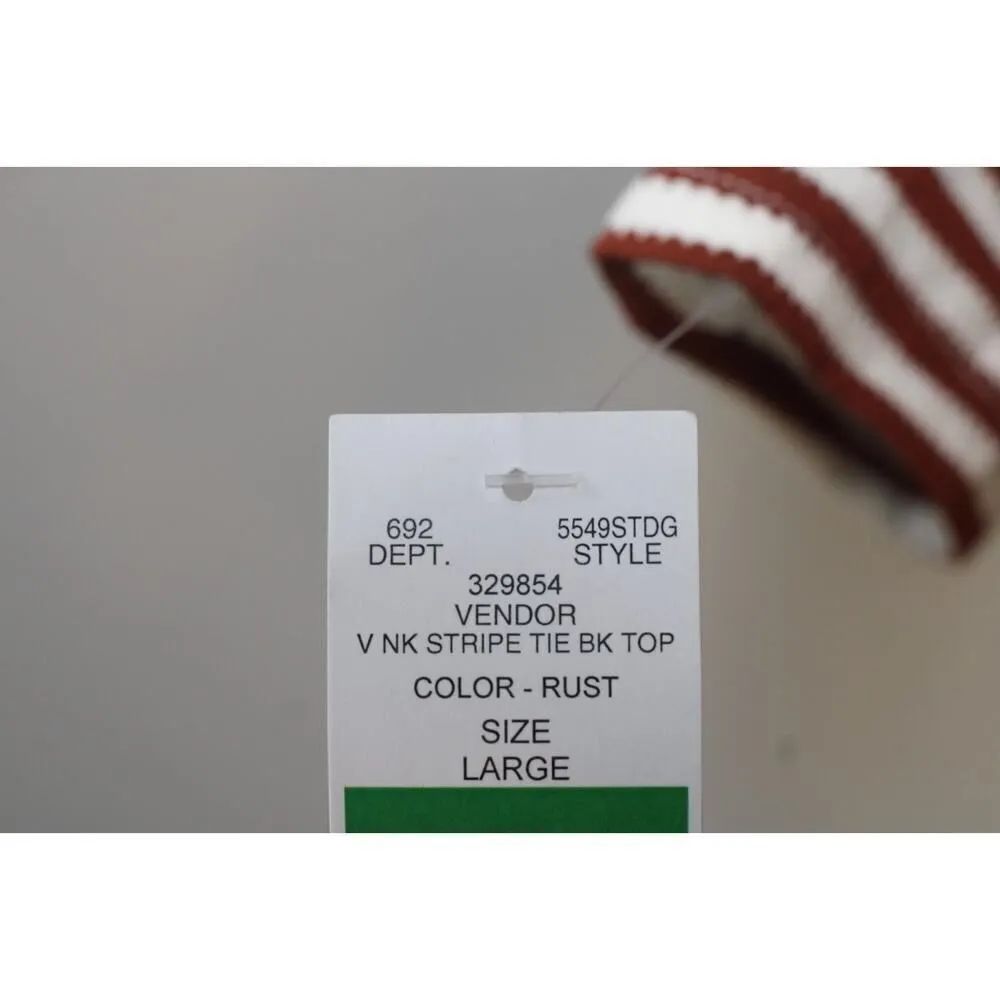 692 5549STDG
DEPT. STYLE
329854
VENDOR
V NK STRIPE TIE BK TOP
COLOR - RUST
SIZE
LARGE